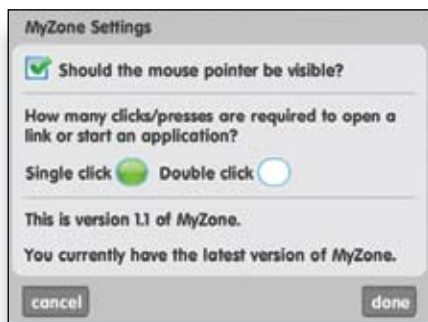 MyZone Settings
Should the mouse pointer be visible?
How many clicks/presses are required to open a
link or start an application?
Single click Double click
This is version 1.1 of MyZone.
You currently have the latest version of MyZone.
cancel done